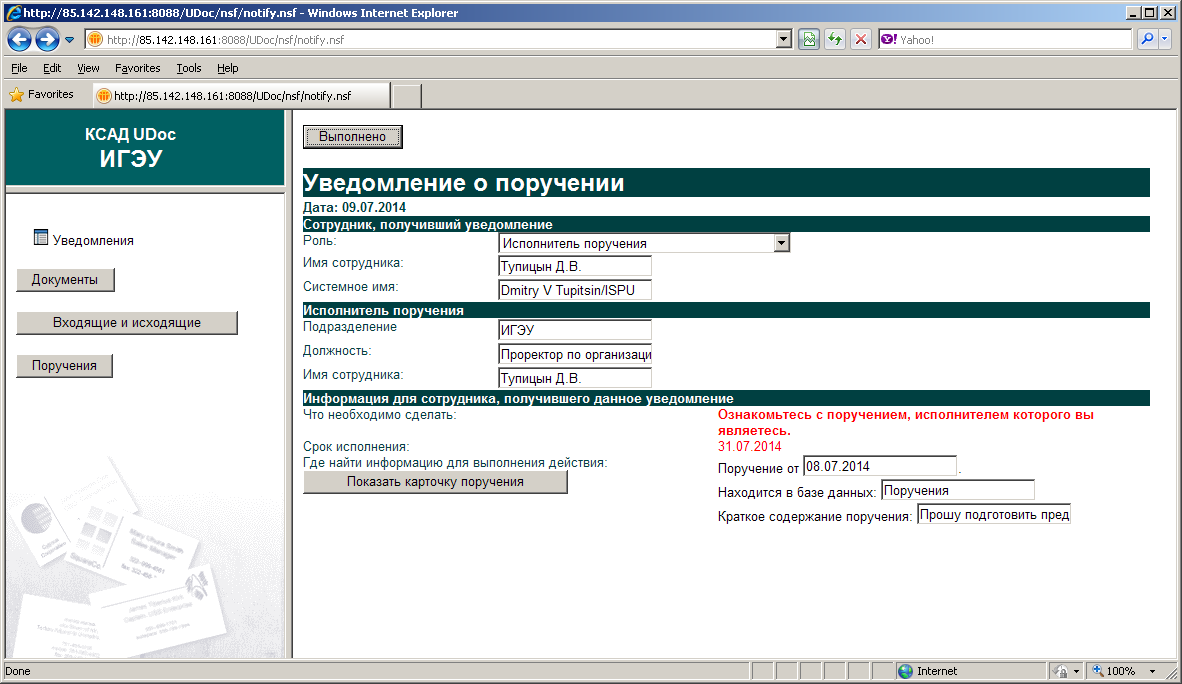 http://85.142.148.161:8088/UDoc/nsf/notify.nsf - Windows Internet Explorer
http://85.142.148.161:8088/UDoc/nsf/notify.nsf
Yahoo!
File Edit View Favorites Tools Help
Favorites
http://85.142.148.161:8088/UDoc/nsf/notify.nsf
КСАД UDoc
ИГЭУ
Уведомления
Документы
Входящие и исходящие
Поручения
Выполнено
Уведомление о поручении
Дата: 09.07.2014
Сотрудник, получивший уведомление
Роль: Исполнитель поручения
Имя сотрудника: Тупицын Д.В.
Системное имя: Dmitry V Tupitsin/ISPU
Исполнитель поручения
Подразделение ИГЭУ
Должность: Проректор по организаци
Имя сотрудника: Тупицын Д.В.
Информация для сотрудника, получившего данное уведомление
Что необходимо сделать: Ознакомьтесь с поручением, исполнителем которого вы
являетесь.
Срок исполнения: 31.07.2014
Где найти информацию для выполнения действия:
Поручение от 08.07.2014 .
Показать карточку поручения
Находится в базе данных: Поручения
Краткое содержание поручения: Прошу подготовить пред
Done Internet 100%